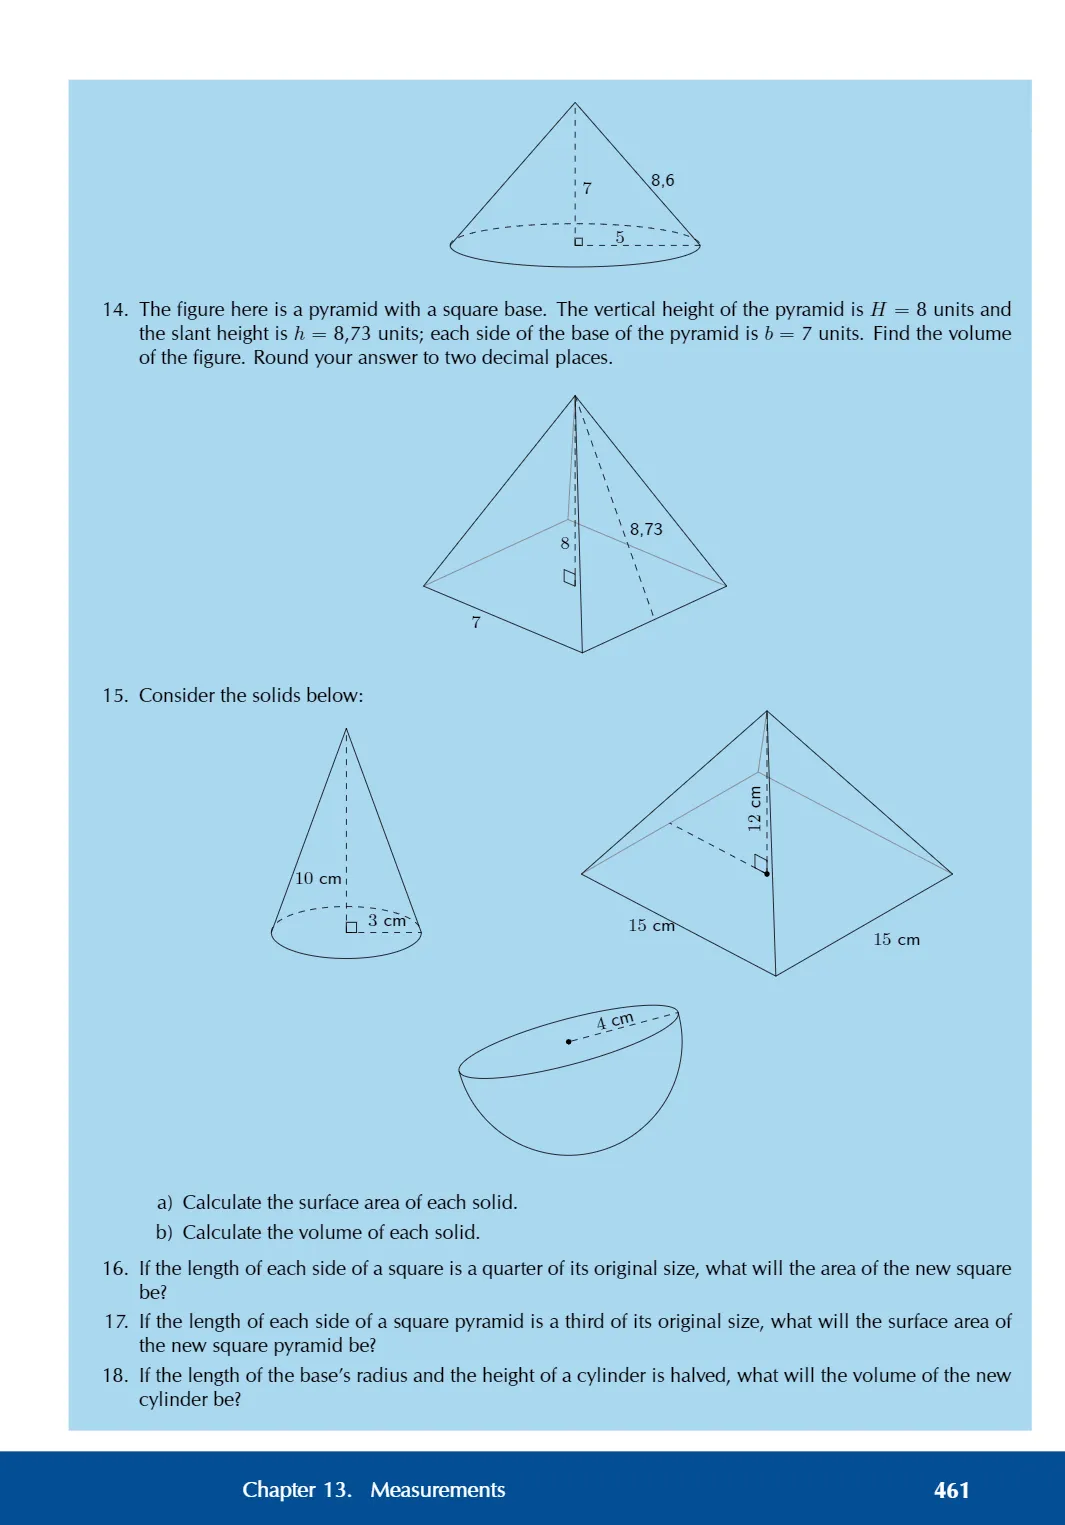 7
8,6
5
14. The figure here is a pyramid with a square base. The vertical height of the pyramid is H = 8 units and
the slant height is h = 8,73 units; each side of the base of the pyramid is b = 7 units. Find the volume
of the figure. Round your answer to two decimal places.
8
8,73
7
15. Consider the solids below:
10 cm
3 cm
12 cm
15 cm
15 cm
4 cm
a) Calculate the surface area of each solid.
b) Calculate the volume of each solid.
16. If the length of each side of a square is a quarter of its original size, what will the area of the new square
be?
17. If the length of each side of a square pyramid is a third of its original size, what will the surface area of
the new square pyramid be?
18. If the length of the base's radius and the height of a cylinder is halved, what will the volume of the new
cylinder be?
Chapter 13. Measurements 461